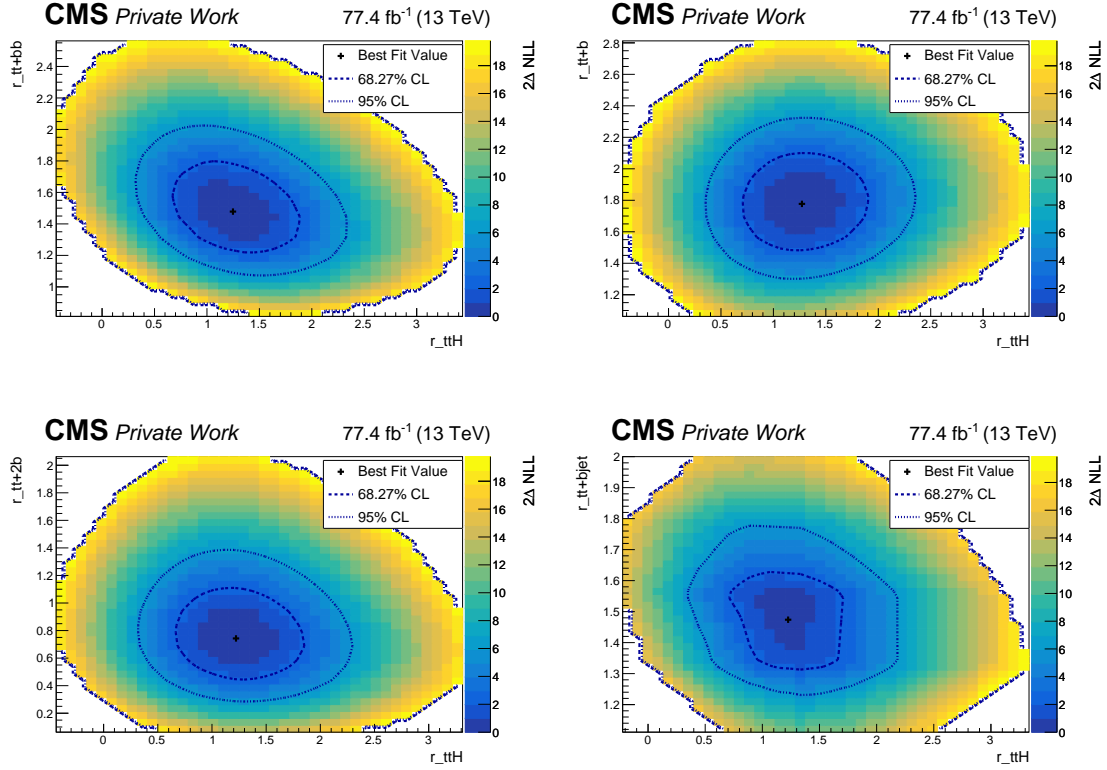 CMS Private Work 77.4 fb-1 (13 TeV)
r_tt+bb
2.4
2.2
2
1.8
1.6
1.4
1.2
1
Best Fit Value
68.27% CL
95% CL
0 0.5 1 1.5 2 2.5 3
r_ttH
18
16
14
12
10
8
6
4
2
0
2Δ NLL
CMS Private Work 77.4 fb-1 (13 TeV)
r_tt+b
2.8
2.6
2.4
2.2
2
1.8
1.6
1.4
1.2
Best Fit Value
68.27% CL
95% CL
0 0.5 1 1.5 2 2.5 3
r_ttH
18
16
14
12
10
8
6
4
2
0
2Δ NLL
CMS Private Work 77.4 fb-1 (13 TeV)
r_tt+2b
2
1.8
1.6
1.4
1.2
1
0.8
0.6
0.4
0.2
Best Fit Value
68.27% CL
95% CL
0 0.5 1 1.5 2 2.5 3
r_ttH
18
16
14
12
10
8
6
4
2
0
2Δ NLL
CMS Private Work 77.4 fb-1 (13 TeV)
r_tt+bjet
2
1.9
1.8
1.7
1.6
1.5
1.4
1.3
1.2
Best Fit Value
68.27% CL
95% CL
0 0.5 1 1.5 2 2.5 3
r_ttH
18
16
14
12
10
8
6
4
2
0
2Δ NLL